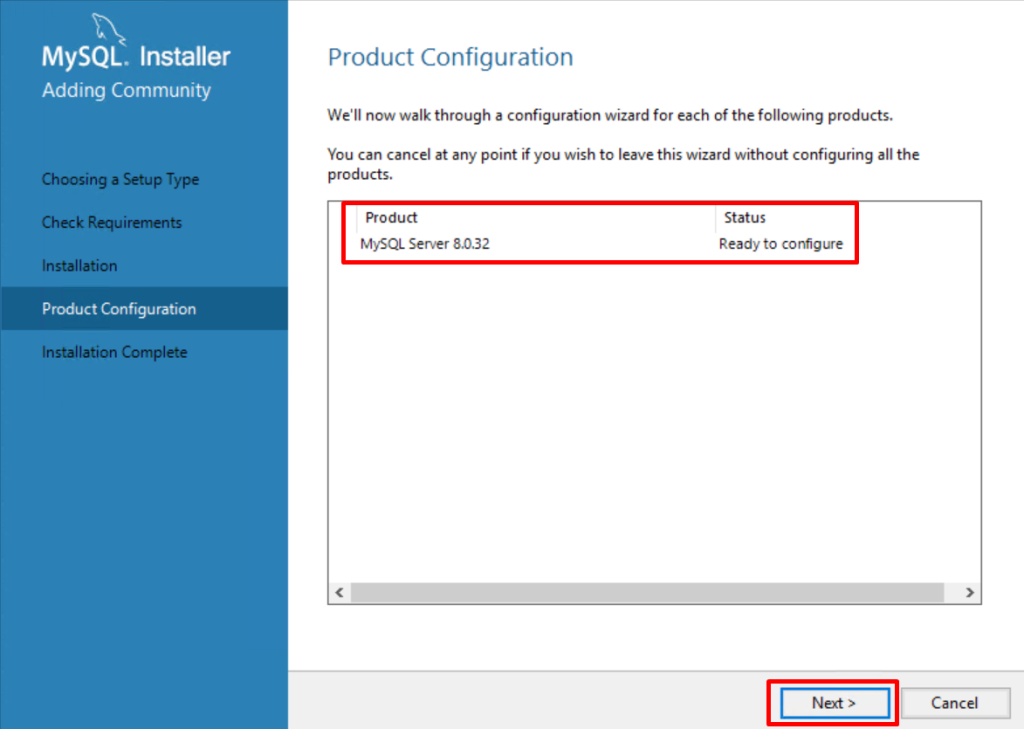 MySQL. Installer
Adding Community
Choosing a Setup Type
Check Requirements
Installation
Product Configuration
Installation Complete
Product Configuration
We'll now walk through a configuration wizard for each of the following products.
You can cancel at any point if you wish to leave this wizard without configuring all the
products.
Product Status
MySQL Server 8.0.32 Ready to configure
Next > Cancel